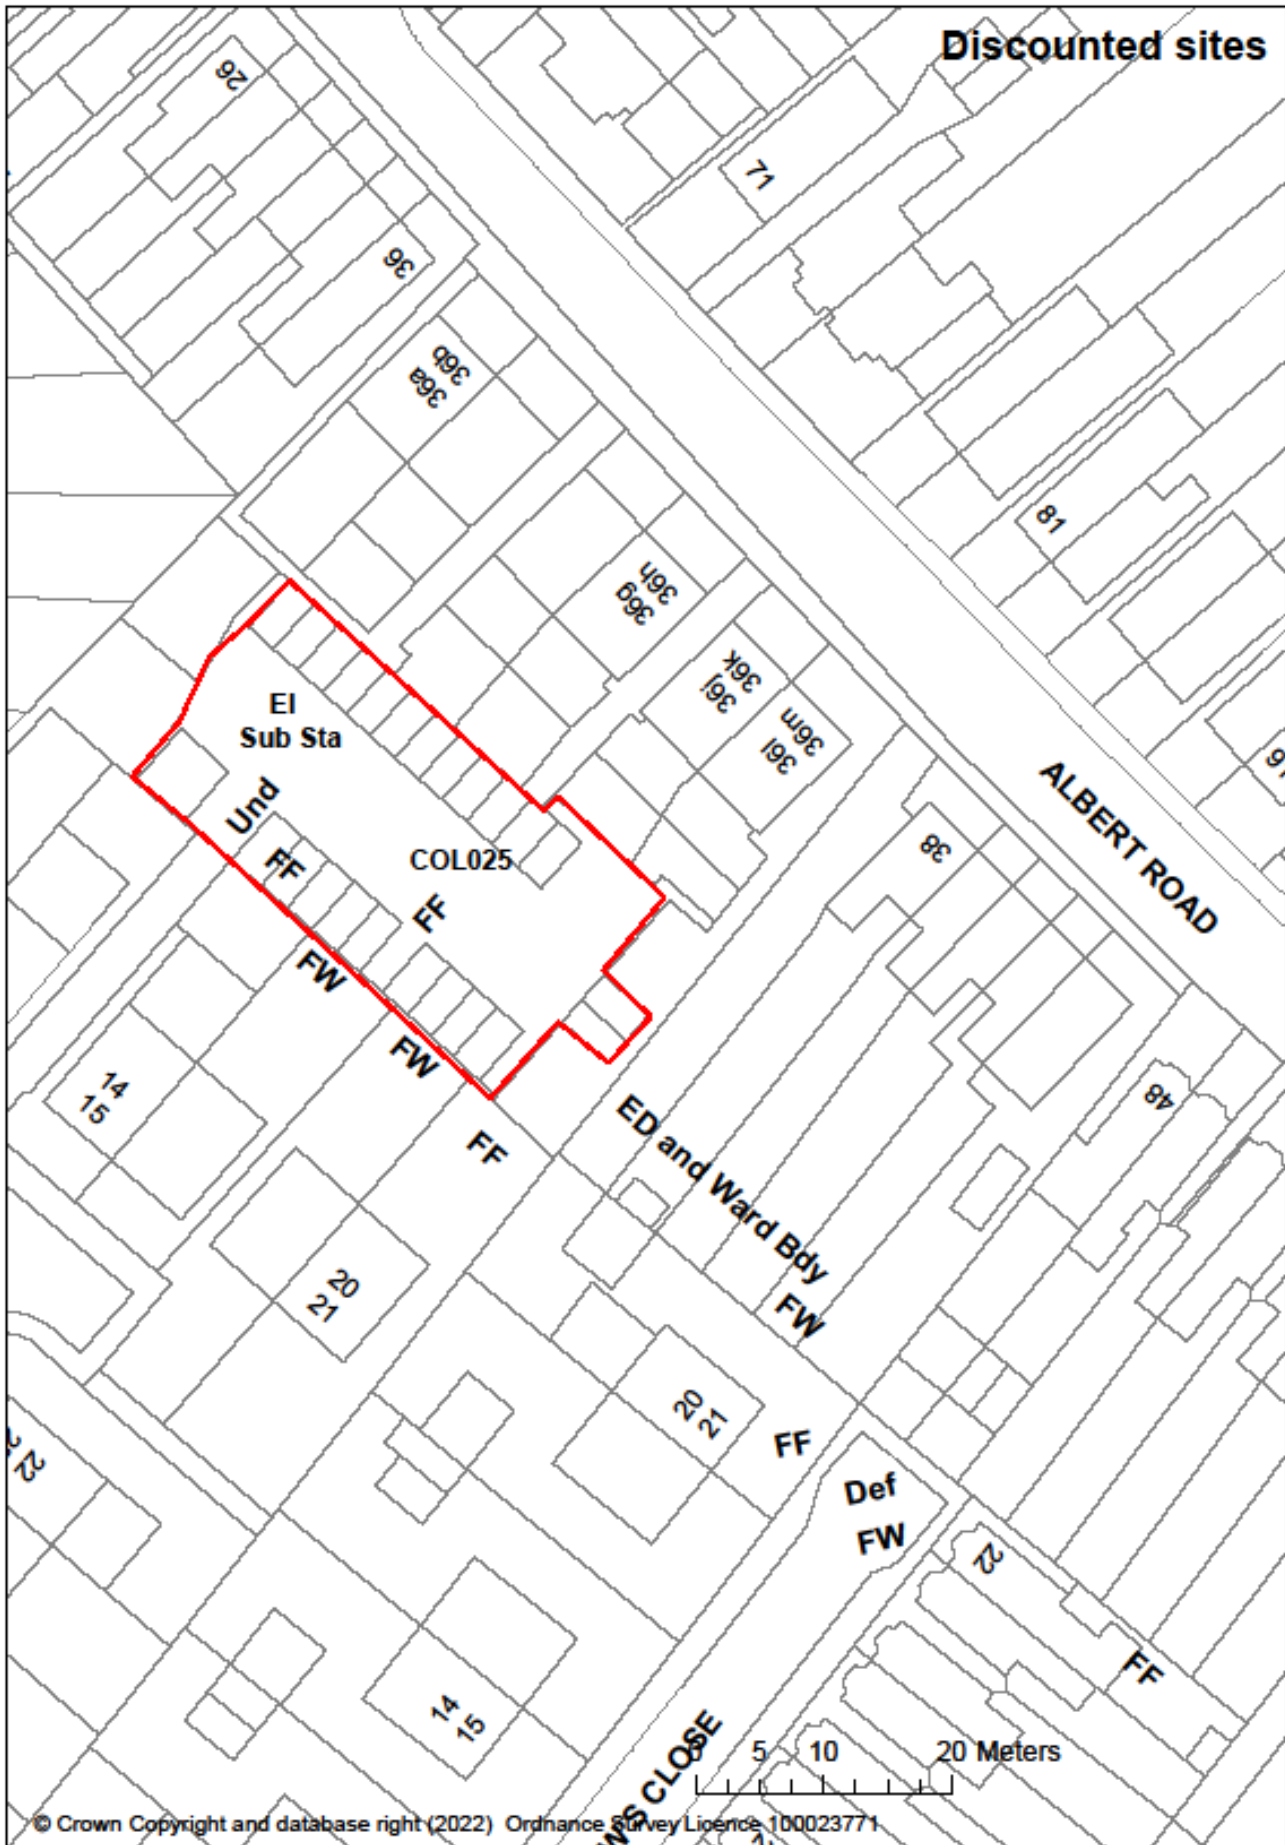 Discounted sites
26
71
36
36b
36a
81
36h
36g
36k
36j
36m
36l
El
Sub Sta
Und
FF
COL025
FF
38
ALBERT ROAD
FW
FW
14
15
FF
ED and Ward Bdy
48
20
21
FW
20
21
FF
22
Def
FW
22
FF
14
15
5 10 20 Meters
WS CLOSE
© Crown Copyright and database right (2022) Ordnance Survey Licence 100023771